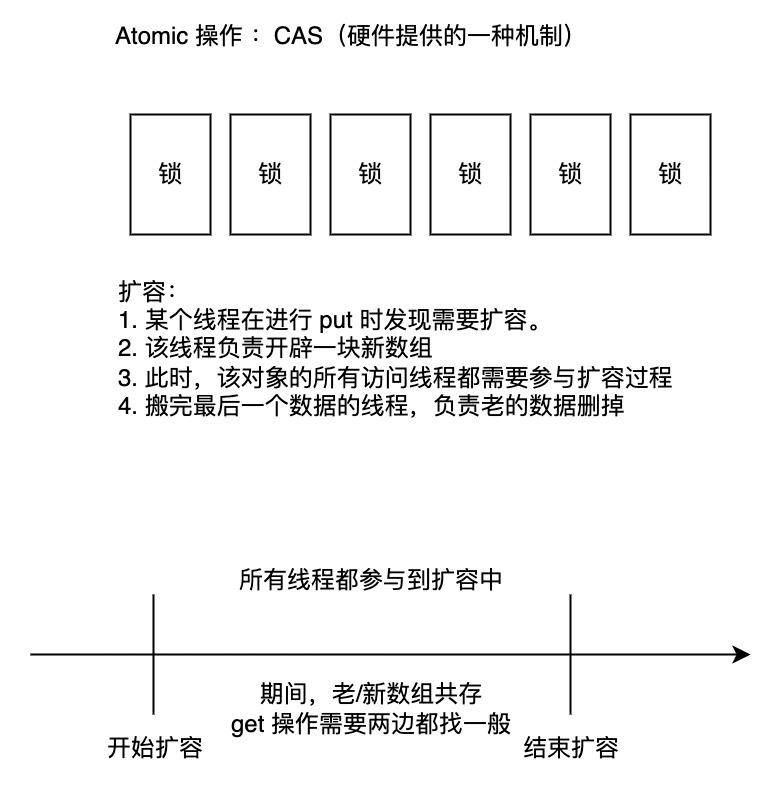 Atomic 操作 ：CAS（硬件提供的一种机制）
锁 锁 锁 锁 锁 锁
扩容：
1. 某个线程在进行 put 时发现需要扩容。
2. 该线程负责开辟一块新数组
3. 此时，该对象的所有访问线程都需要参与扩容过程
4. 搬完最后一个数据的线程，负责老的数据删掉
所有线程都参与到扩容中
期间，老/新数组共存
get 操作需要两边都找一般
开始扩容 结束扩容